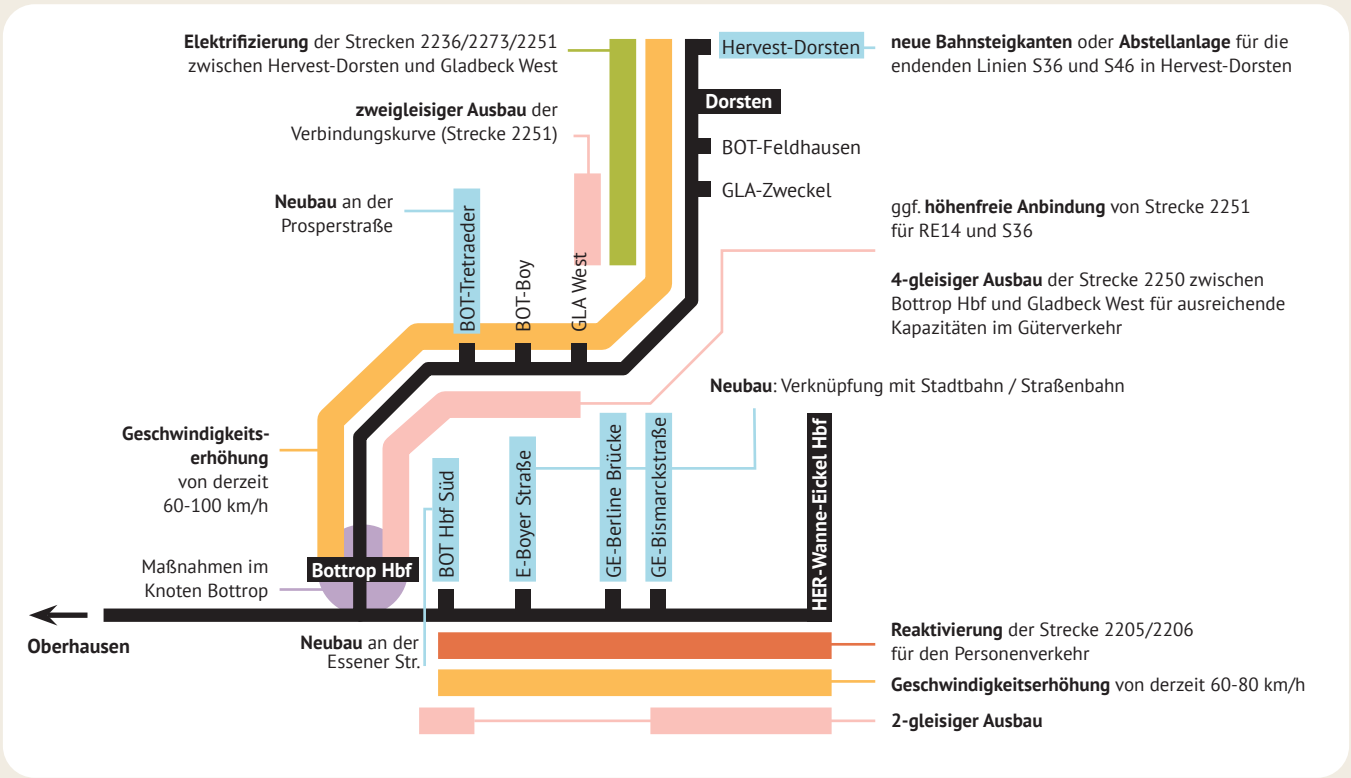 Elektrifizierung der Strecken 2236/2273/2251
zwischen Hervest-Dorsten und Gladbeck West
Hervest-Dorsten
neue Bahnsteigkanten oder Abstellanlage für die
endenden Linien S36 und S46 in Hervest-Dorsten
zweigleisiger Ausbau der
Verbindungskurve (Strecke 2251)
Dorsten
BOT-Feldhausen
GLA-Zweckel
Neubau an der
Prosperstraße
BOT-Tretraeder
BOT-Boy
GLA West
ggf. höhenfreie Anbindung von Strecke 2251
für RE14 und S36
4-gleisiger Ausbau der Strecke 2250 zwischen
Bottrop Hbf und Gladbeck West für ausreichende
Kapazitäten im Güterverkehr
Neubau: Verknüpfung mit Stadtbahn / Straßenbahn
Geschwindigkeits-
erhöhung
von derzeit
60-100 km/h
Maßnahmen im
Knoten Bottrop
Bottrop Hbf
BOT Hbf Süd
E-Boyer Straße
GE-Berline Brücke
GE-Bismarckstraße
HER-Wanne-Eickel Hbf
Oberhausen
Neubau an der
Essener Str.
Reaktivierung der Strecke 2205/2206
für den Personenverkehr
Geschwindigkeitserhöhung von derzeit 60-80 km/h
2-gleisiger Ausbau